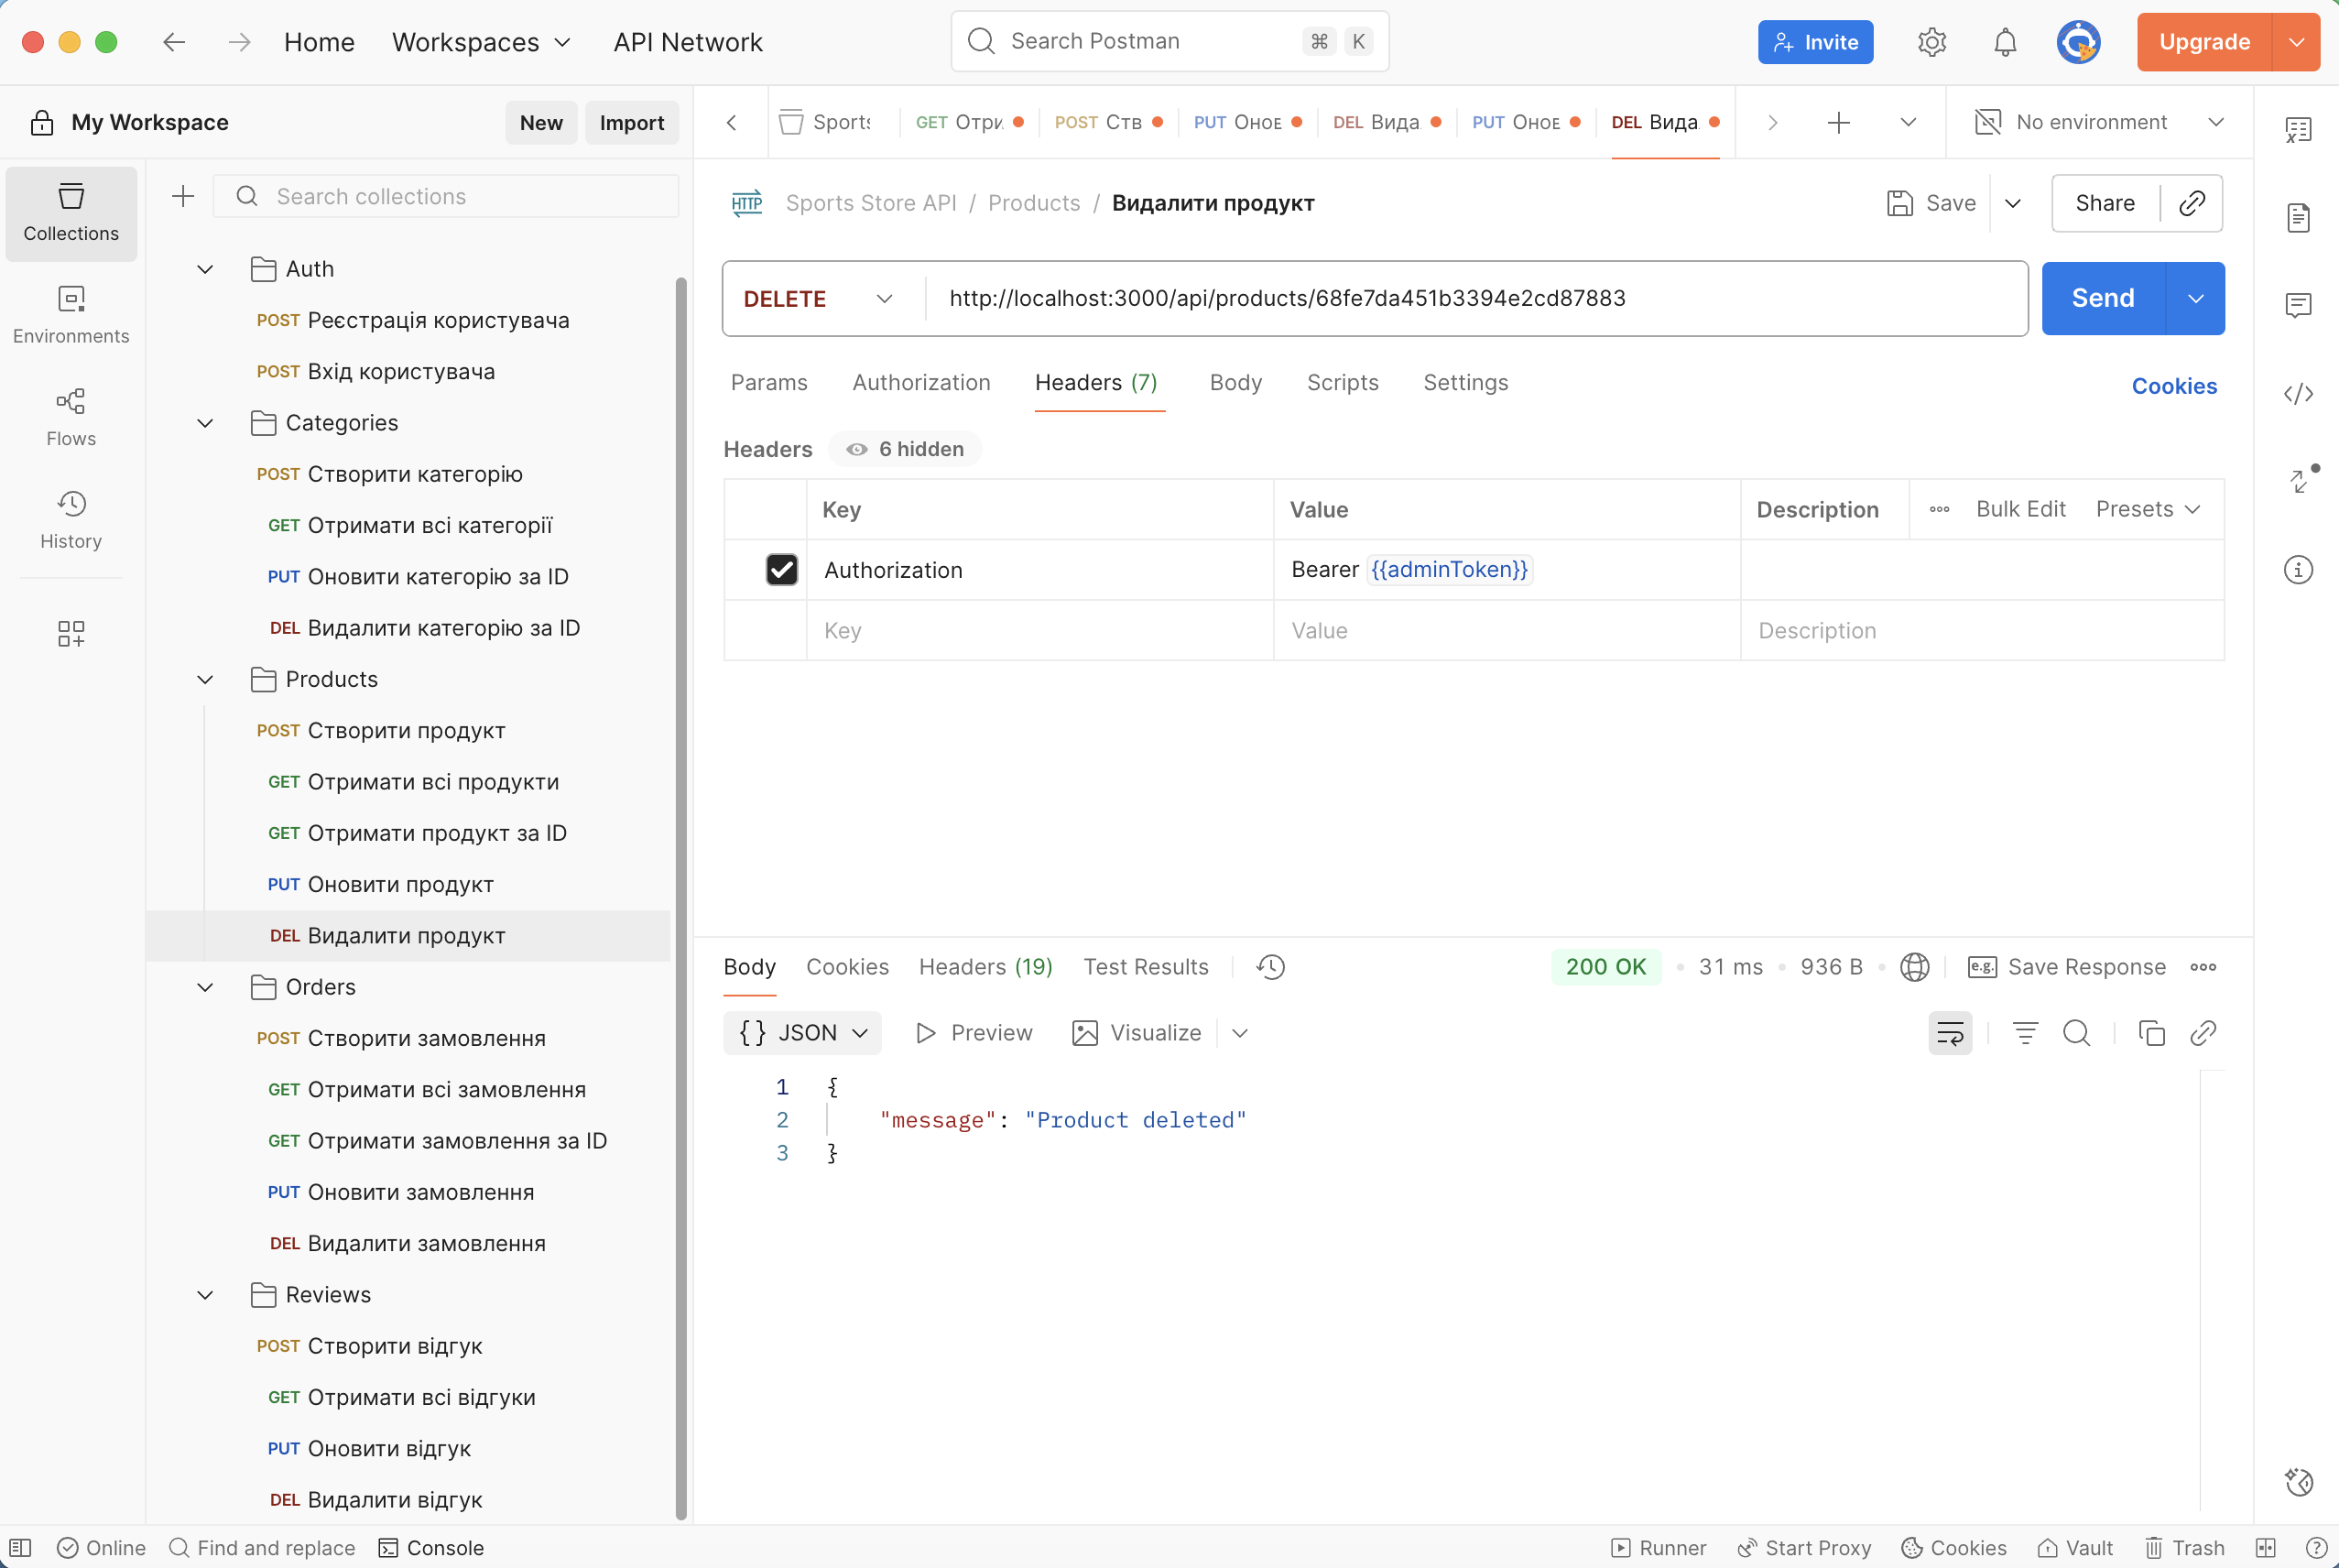 Home Workspaces API Network Search Postman ⌘ K Invite Upgrade
My Workspace New Import
Sports GET Отри POST Ств PUT Онов DEL Вида PUT Онов DEL Вида No environment
Collections
Environments
Flows
History
Search collections
Auth
POST Реєстрація користувача
POST Вхід користувача
Categories
POST Створити категорію
GET Отримати всі категорії
PUT Оновити категорію за ID
DEL Видалити категорію за ID
Products
POST Створити продукт
GET Отримати всі продукти
GET Отримати продукт за ID
PUT Оновити продукт
DEL Видалити продукт
Orders
POST Створити замовлення
GET Отримати всі замовлення
GET Отримати замовлення за ID
PUT Оновити замовлення
DEL Видалити замовлення
Reviews
POST Створити відгук
GET Отримати всі відгуки
PUT Оновити відгук
DEL Видалити відгук
HTTP Sports Store API / Products / Видалити продукт Save Share
DELETE http://localhost:3000/api/products/68fe7da451b3394e2cd87883 Send
Params Authorization Headers (7) Body Scripts Settings Cookies
Headers 6 hidden
Key Value Description Bulk Edit Presets
Authorization Bearer {{adminToken}}
Key Value Description
Body Cookies Headers (19) Test Results 200 OK • 31 ms • 936 B • e.g. Save Response
{} JSON Preview Visualize
1 {
2 "message": "Product deleted"
3 }
Online Find and replace Console Runner Start Proxy Cookies Vault Trash